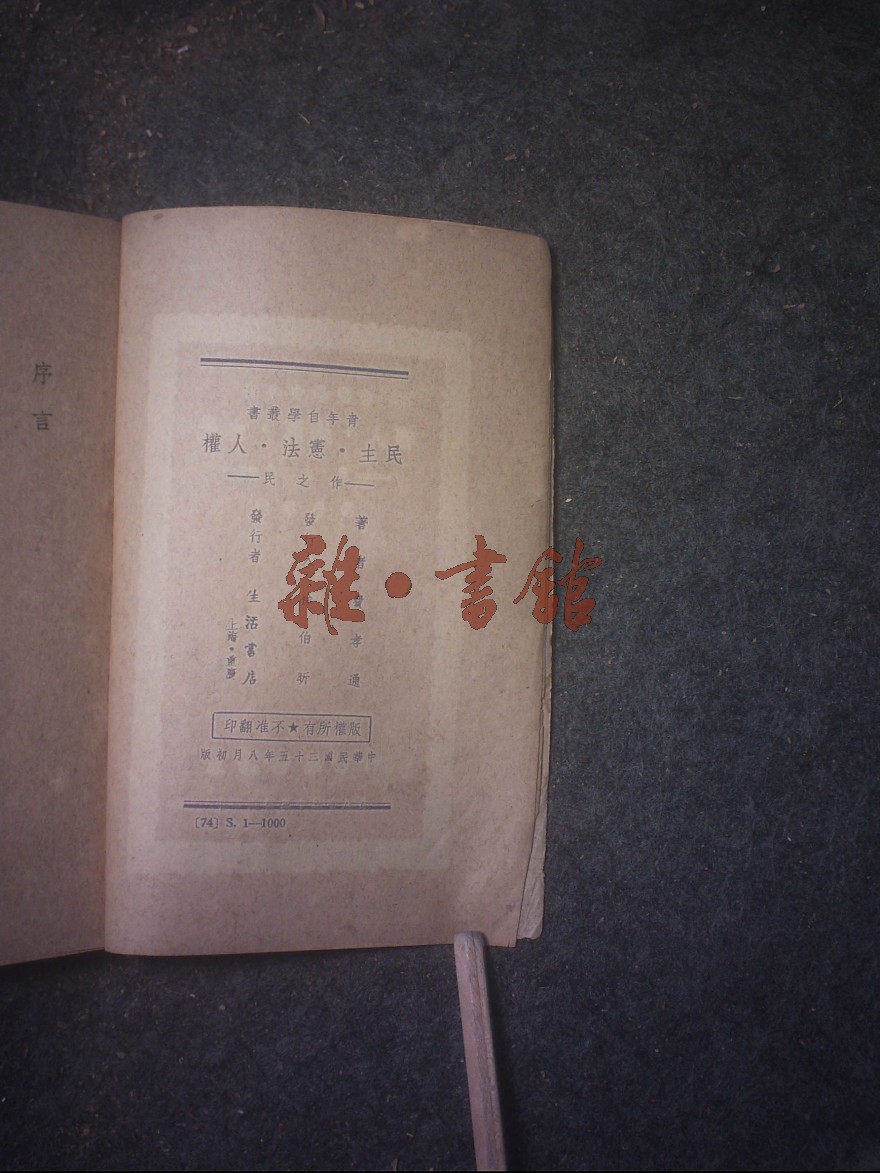 序言
青年自學叢書
民主·憲法·人權
——作之民——
著者費孝通
發 伯昕
發行者 生活書店
上海·重慶
版權所有★不准翻印
中華民國三十五年八月初版
〔74〕 S. 1—1000
雜·書館